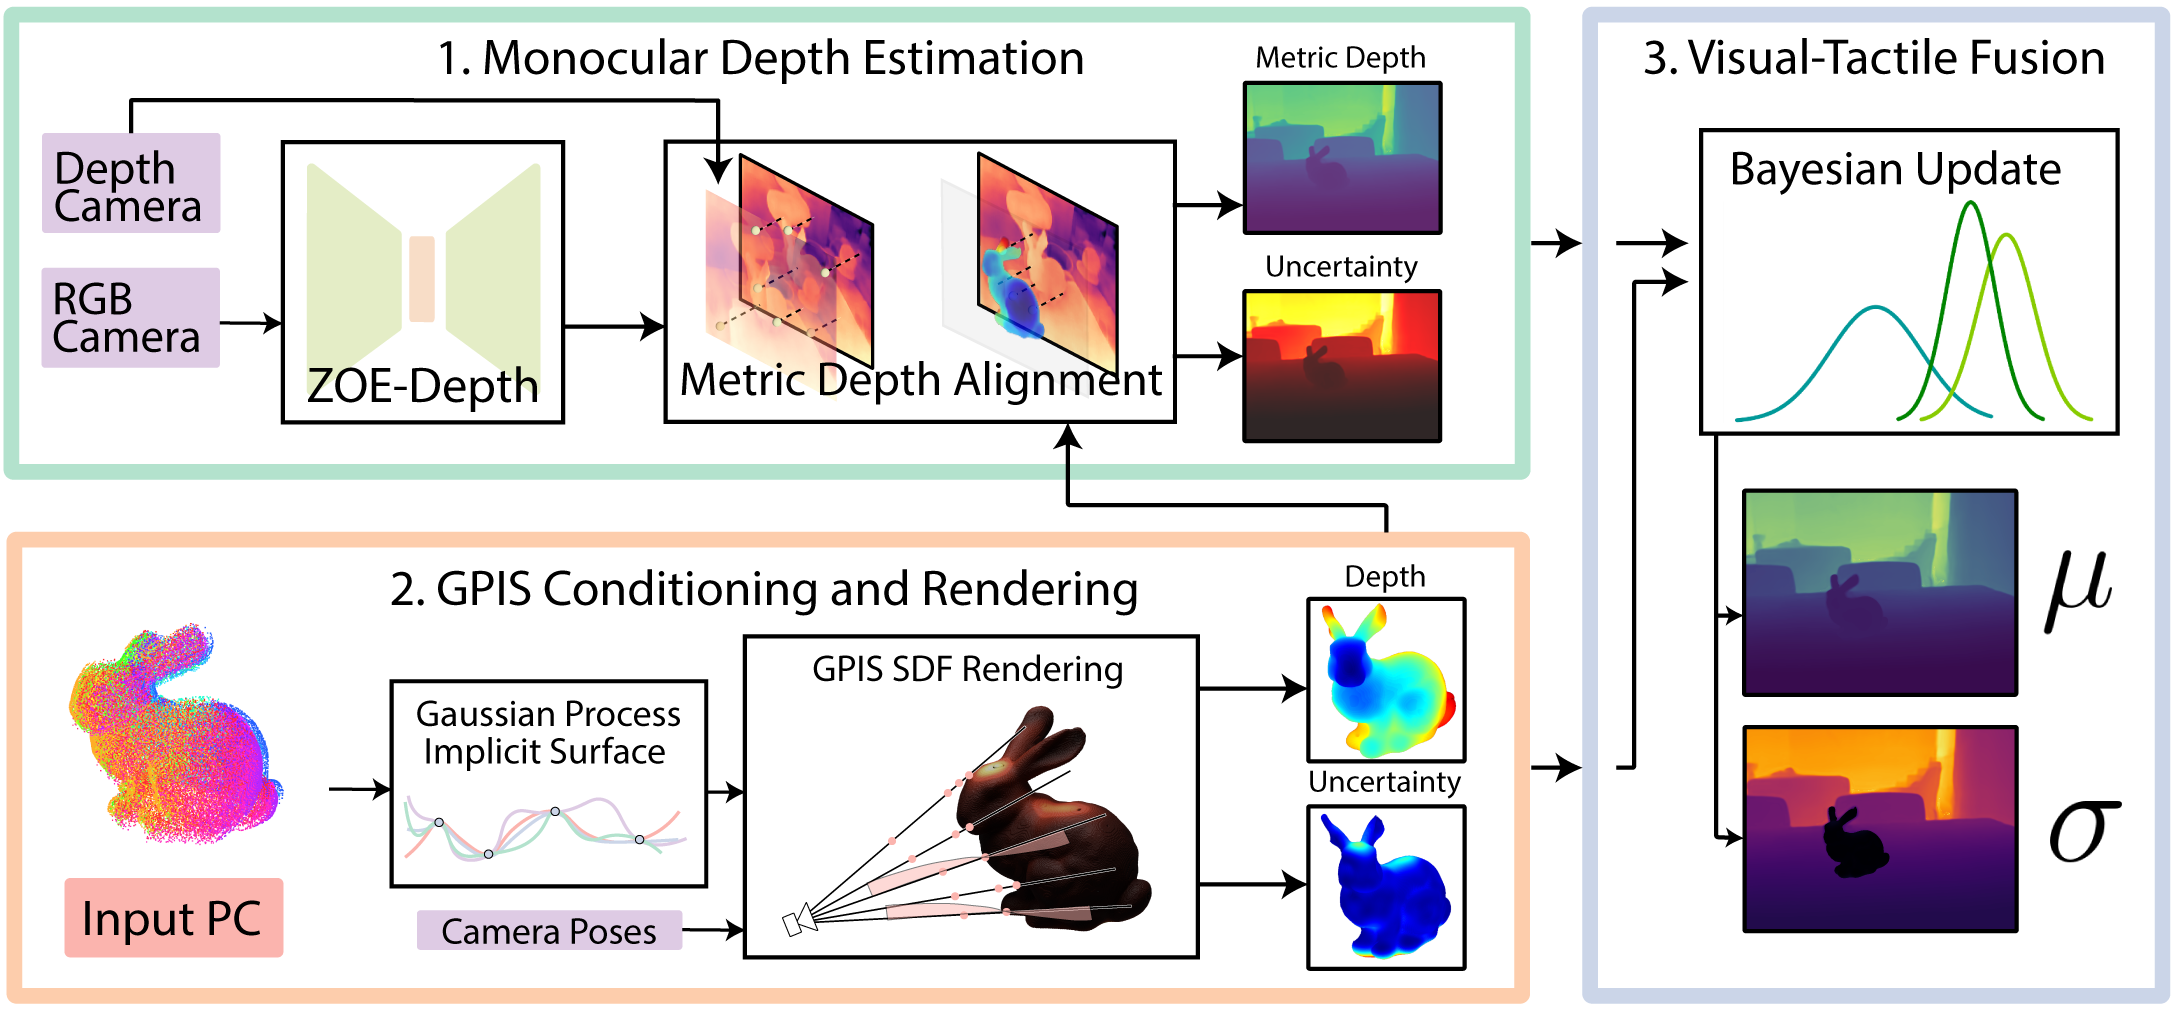 1. Monocular Depth Estimation
Depth
Camera
RGB
Camera
ZOE-Depth
Metric Depth Alignment
Metric Depth
Uncertainty
2. GPIS Conditioning and Rendering
Input PC
Gaussian Process
Implicit Surface
Camera Poses
GPIS SDF Rendering
Depth
Uncertainty
3. Visual-Tactile Fusion
Bayesian Update
μ
σ